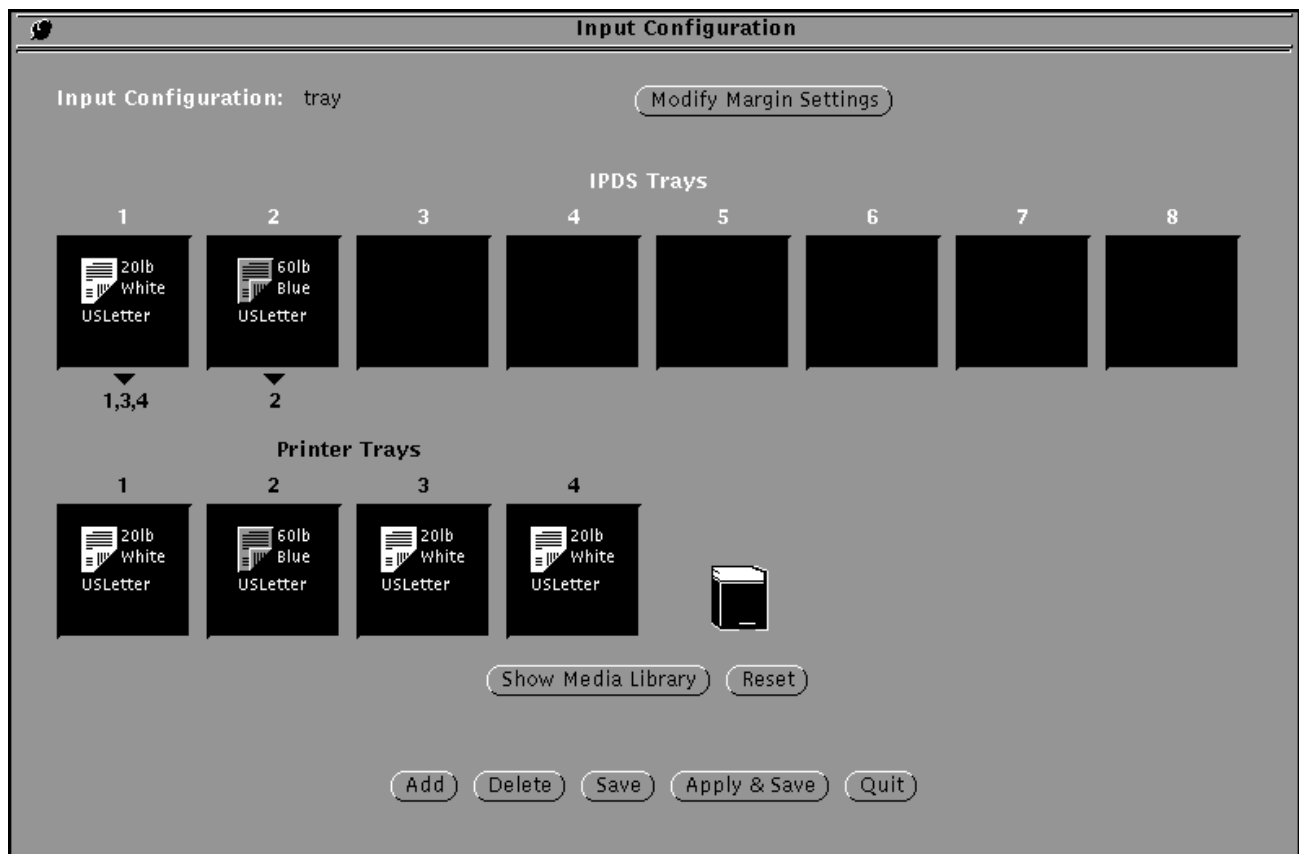 Input Configuration
Input Configuration: tray
Modify Margin Settings
IPDS Trays
1 2 3 4 5 6 7 8
20lb 60lb
White Blue
USLetter USLetter
1,3,4 2
Printer Trays
1 2 3 4
20lb 60lb 20lb 20lb
White Blue White White
USLetter USLetter USLetter USLetter
Show Media Library Reset
Add Delete Save Apply & Save Quit